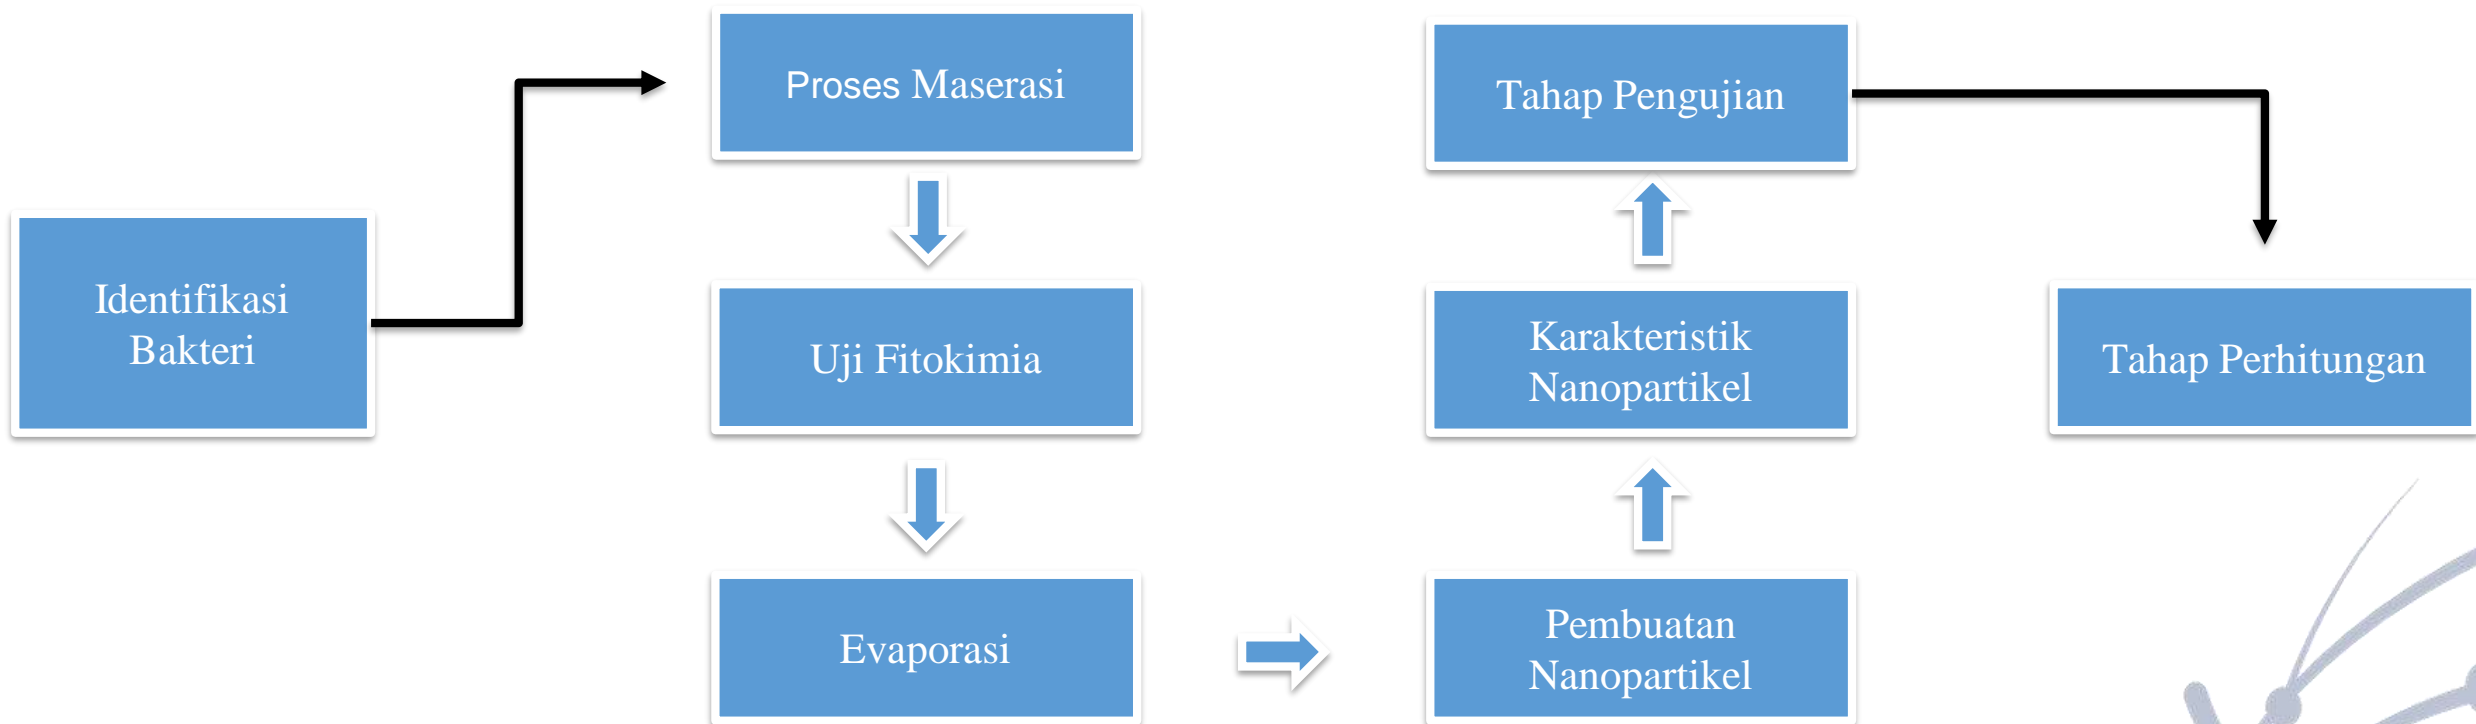 Identifikasi
Bakteri
Proses Maserasi
Uji Fitokimia
Evaporasi
Pembuatan
Nanopartikel
Karakteristik
Nanopartikel
Tahap Pengujian
Tahap Perhitungan